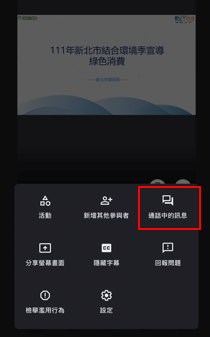 111年新北市結合環境季宣導
綠色消費
活動
新增其他參與者
通話中的訊息
分享螢幕畫面
CC
隱藏字幕
回報問題
檢舉濫用行為
設定